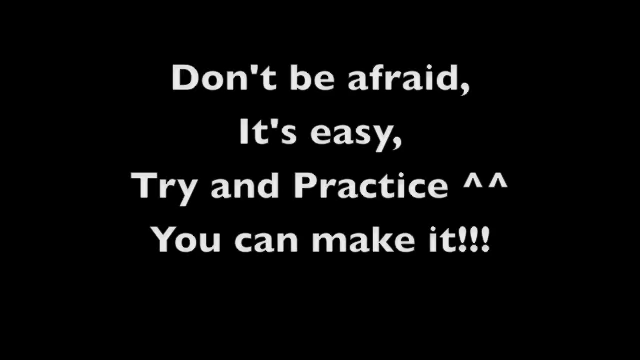 Don't be afraid,
It's easy,
Try and Practice ^^
You can make it!!!